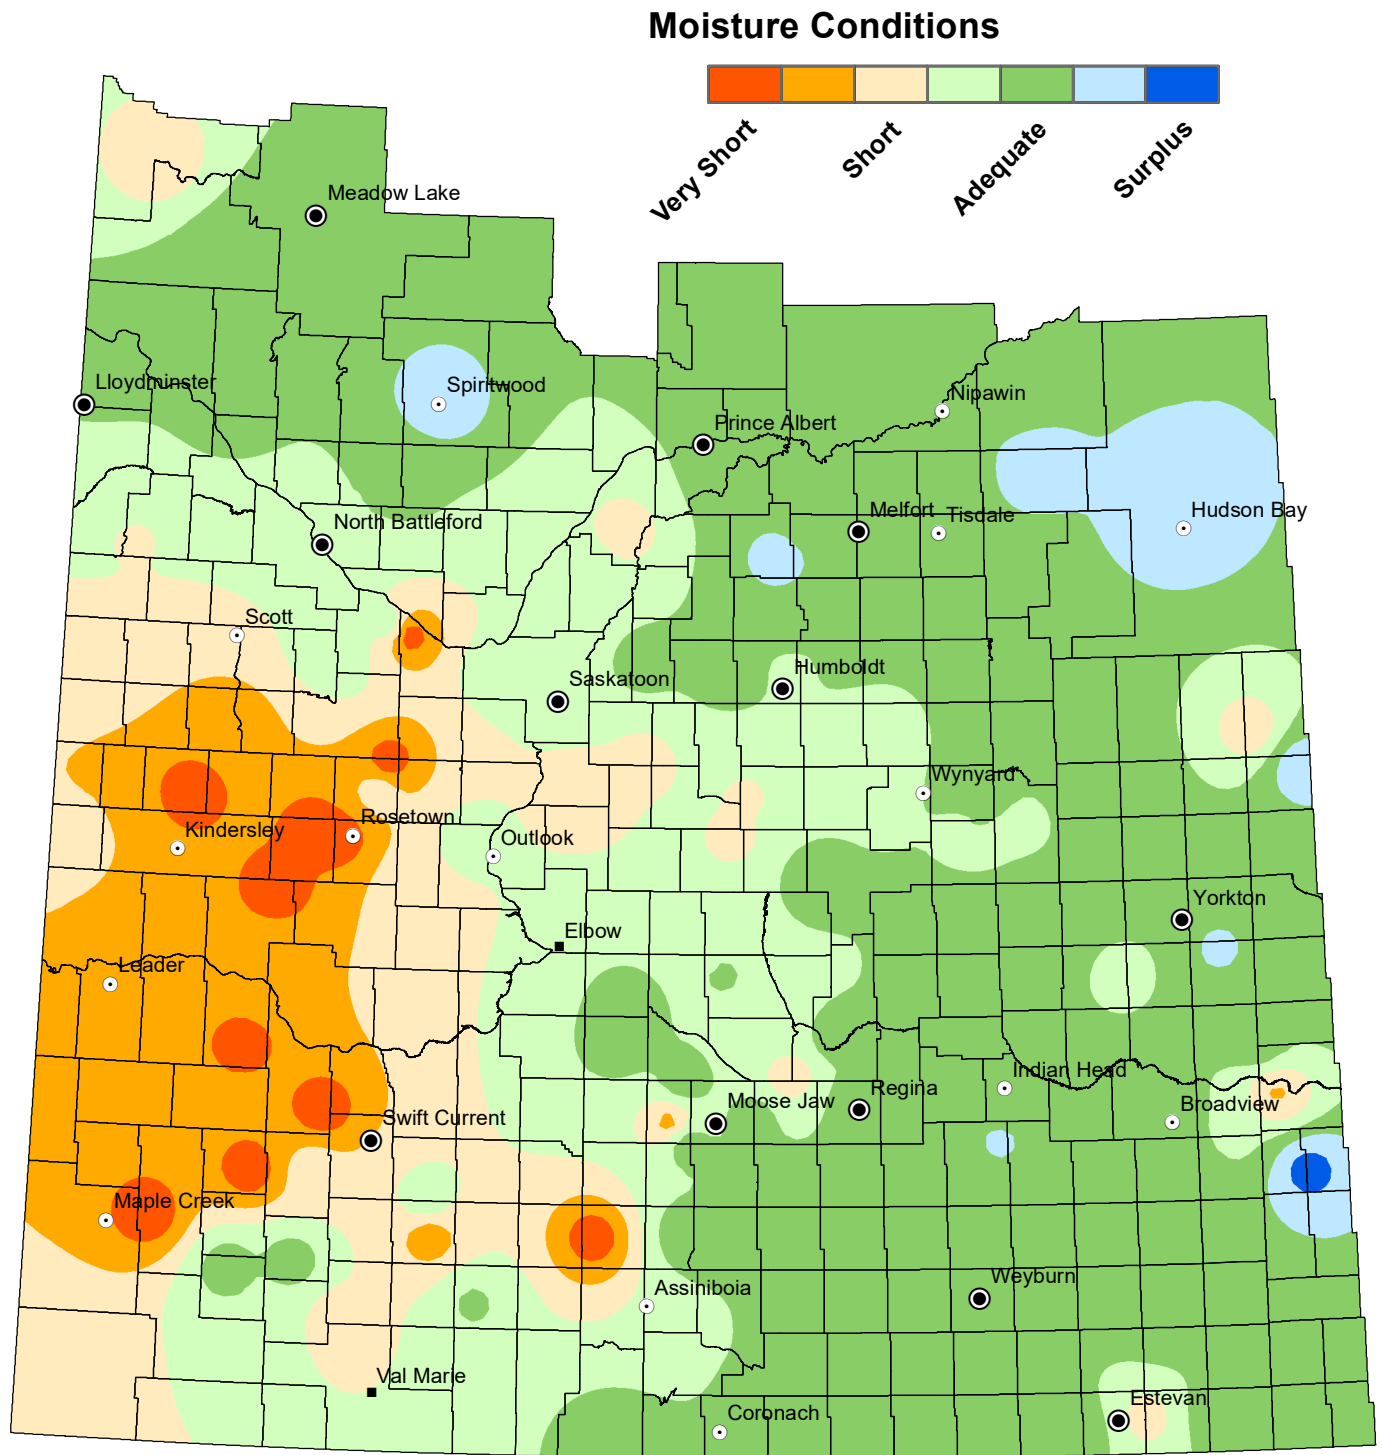 Moisture Conditions
Very Short
Short
Adequate
Surplus
Meadow Lake
Lloydminster
Spiritwood
Nipawin
Prince Albert
Melfort
Tisdale
Hudson Bay
North Battleford
Scott
Saskatoon
Humboldt
Wynyard
Rosetown
Kindersley
Outlook
Yorkton
Elbow
Leader
Indian Head
Regina
Moose Jaw
Broadview
Swift Current
Maple Creek
Weyburn
Assiniboia
Val Marie
Estevan
Coronach